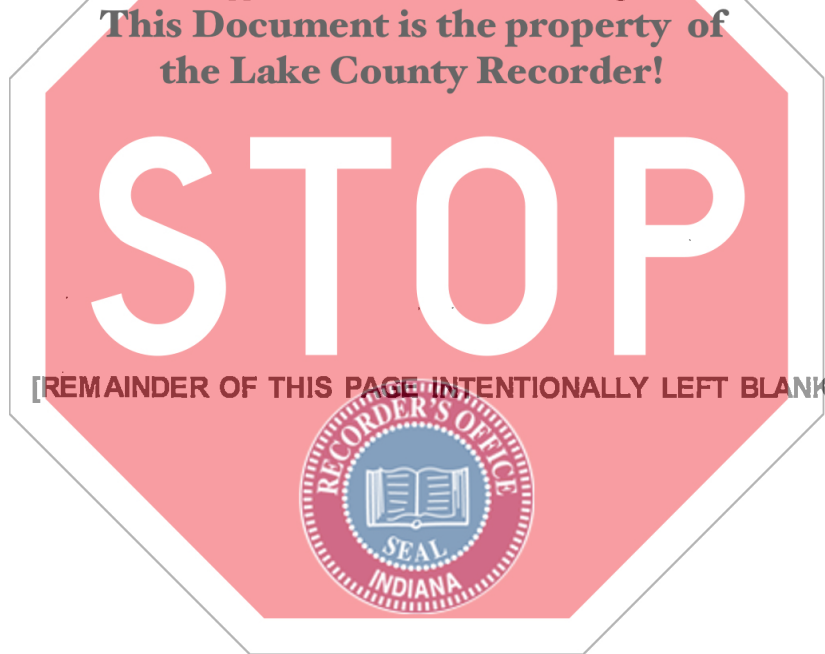 This Document is the property of
the Lake County Recorder!
STOP
[REMAINDER OF THIS PAGE INTENTIONALLY LEFT BLANK
RECORDER'S OFFICE
SEAL
INDIANA